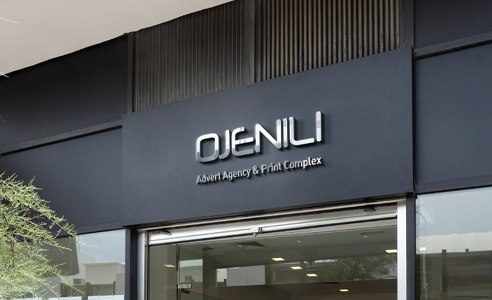 OJENILI
Advert Agency & Print Complex